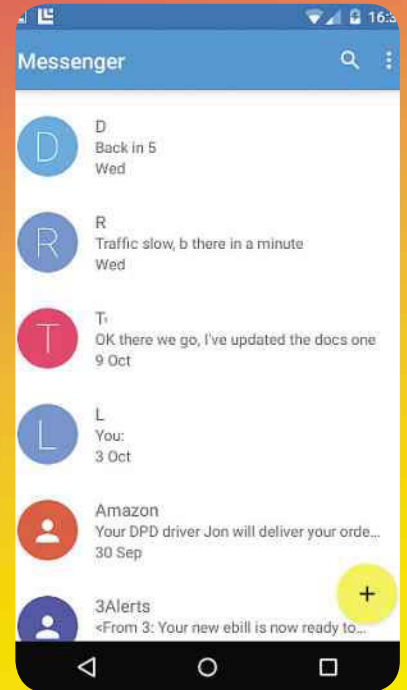 16:3
Messenger
D
D
Back in 5
Wed
R
R
Traffic slow, b there in a minute
Wed
T
T
OK there we go, I've updated the docs one
9 Oct
L
L
You:
3 Oct
Amazon
Your DPD driver Jon will deliver your orde...
30 Sep
+
3Alerts
<From 3: Your new ebill is now ready to...